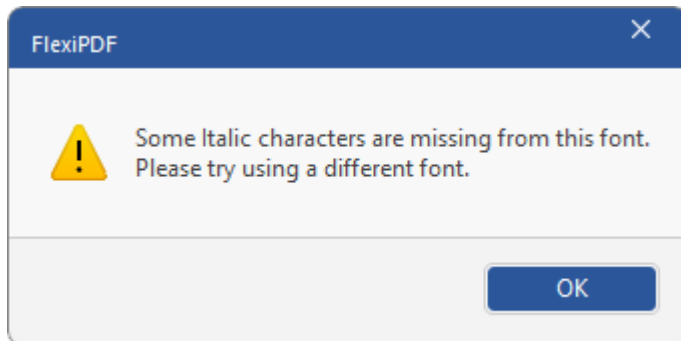 FlexiPDF
Some Italic characters are missing from this font.
Please try using a different font.
OK